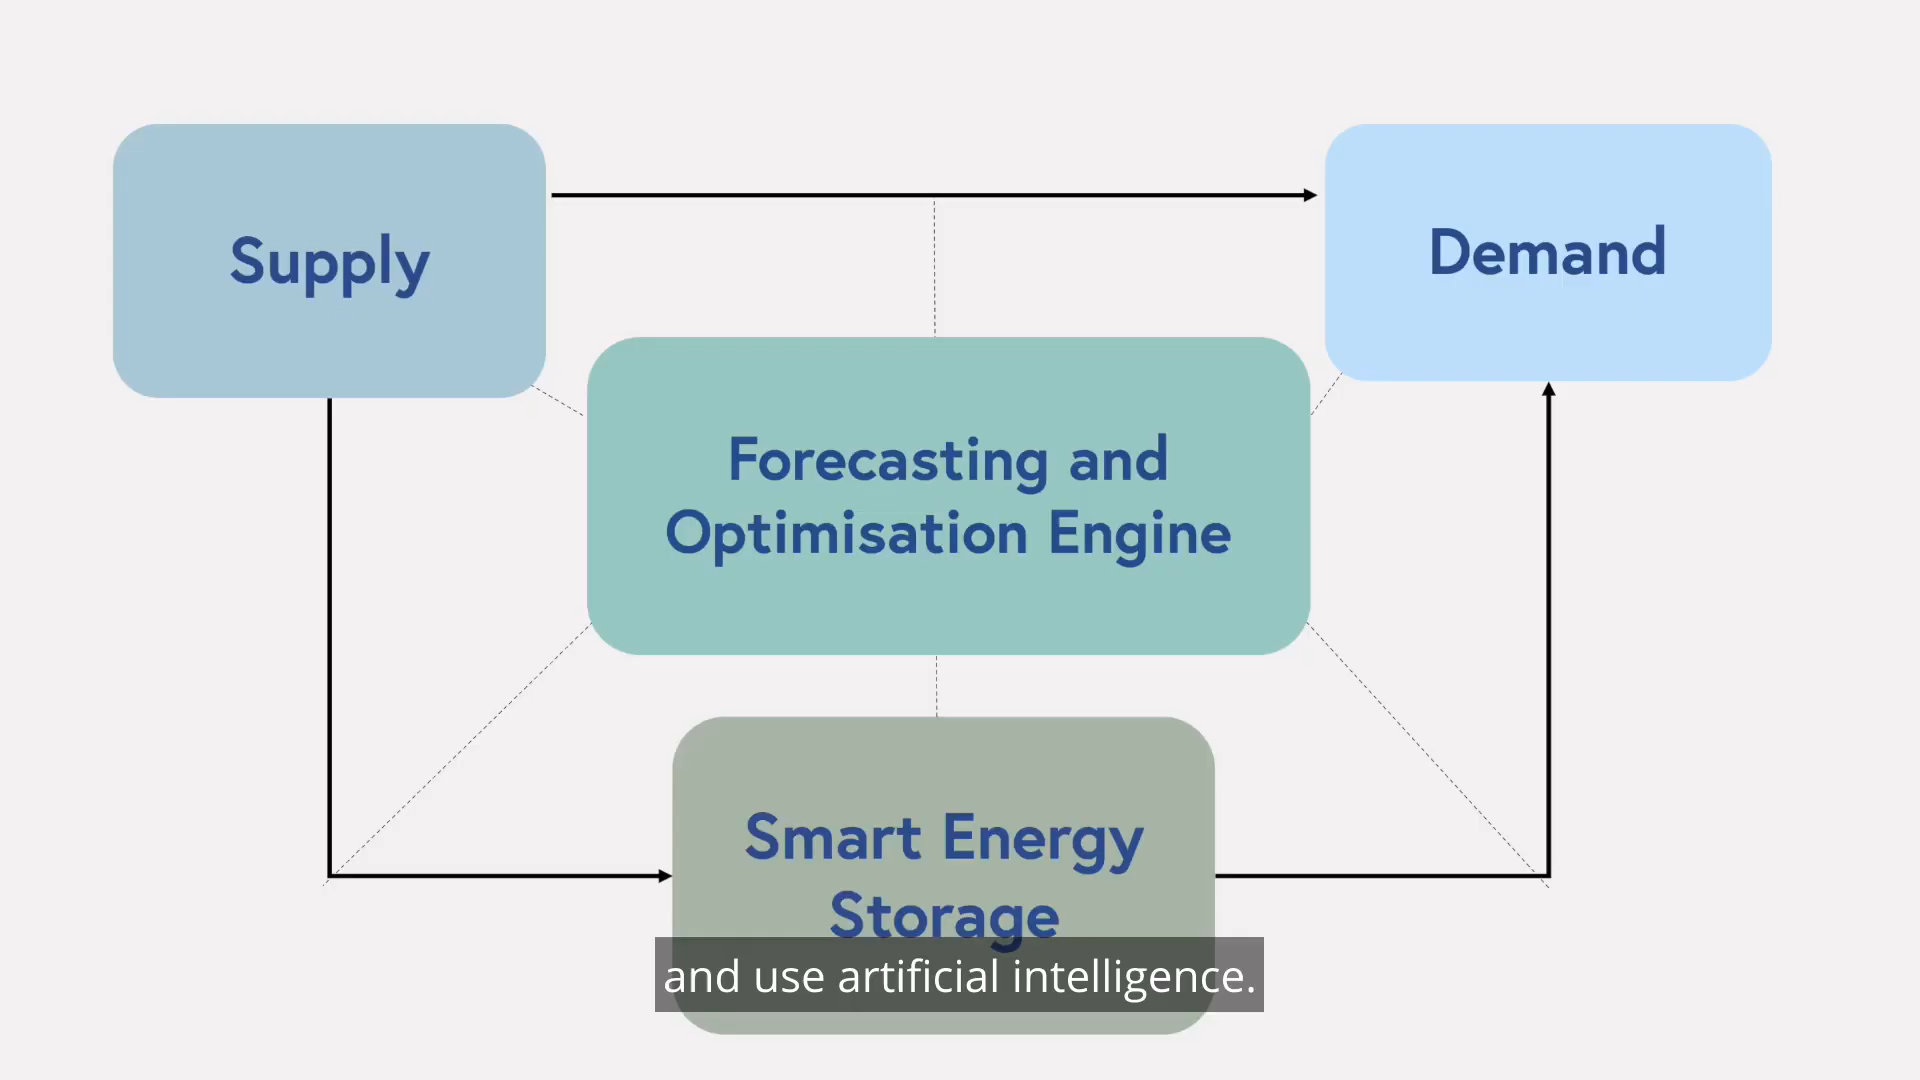 Supply
Demand
Forecasting and
Optimisation Engine
Smart Energy
Storage
and use artificial intelligence.